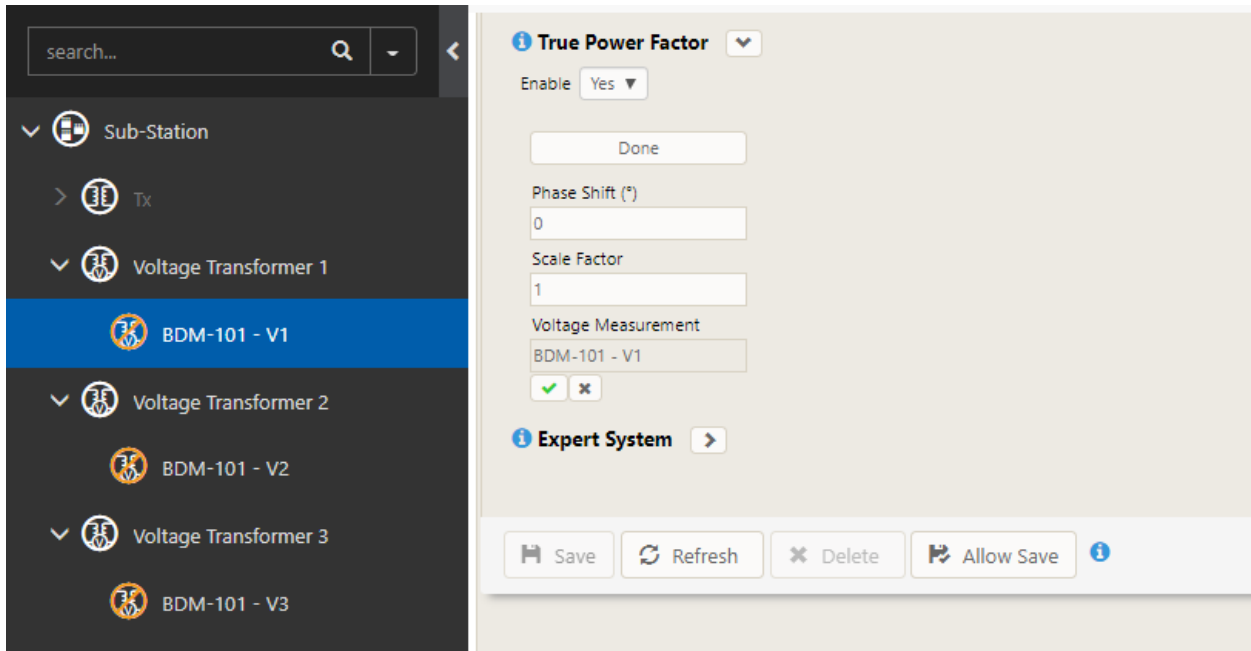 search...
Sub-Station
Tx
Voltage Transformer 1
BDM-101 - V1
Voltage Transformer 2
BDM-101 - V2
Voltage Transformer 3
BDM-101 - V3
True Power Factor
Enable Yes
Done
Phase Shift (°)
0
Scale Factor
1
Voltage Measurement
BDM-101 - V1
Expert System
Save Refresh Delete Allow Save